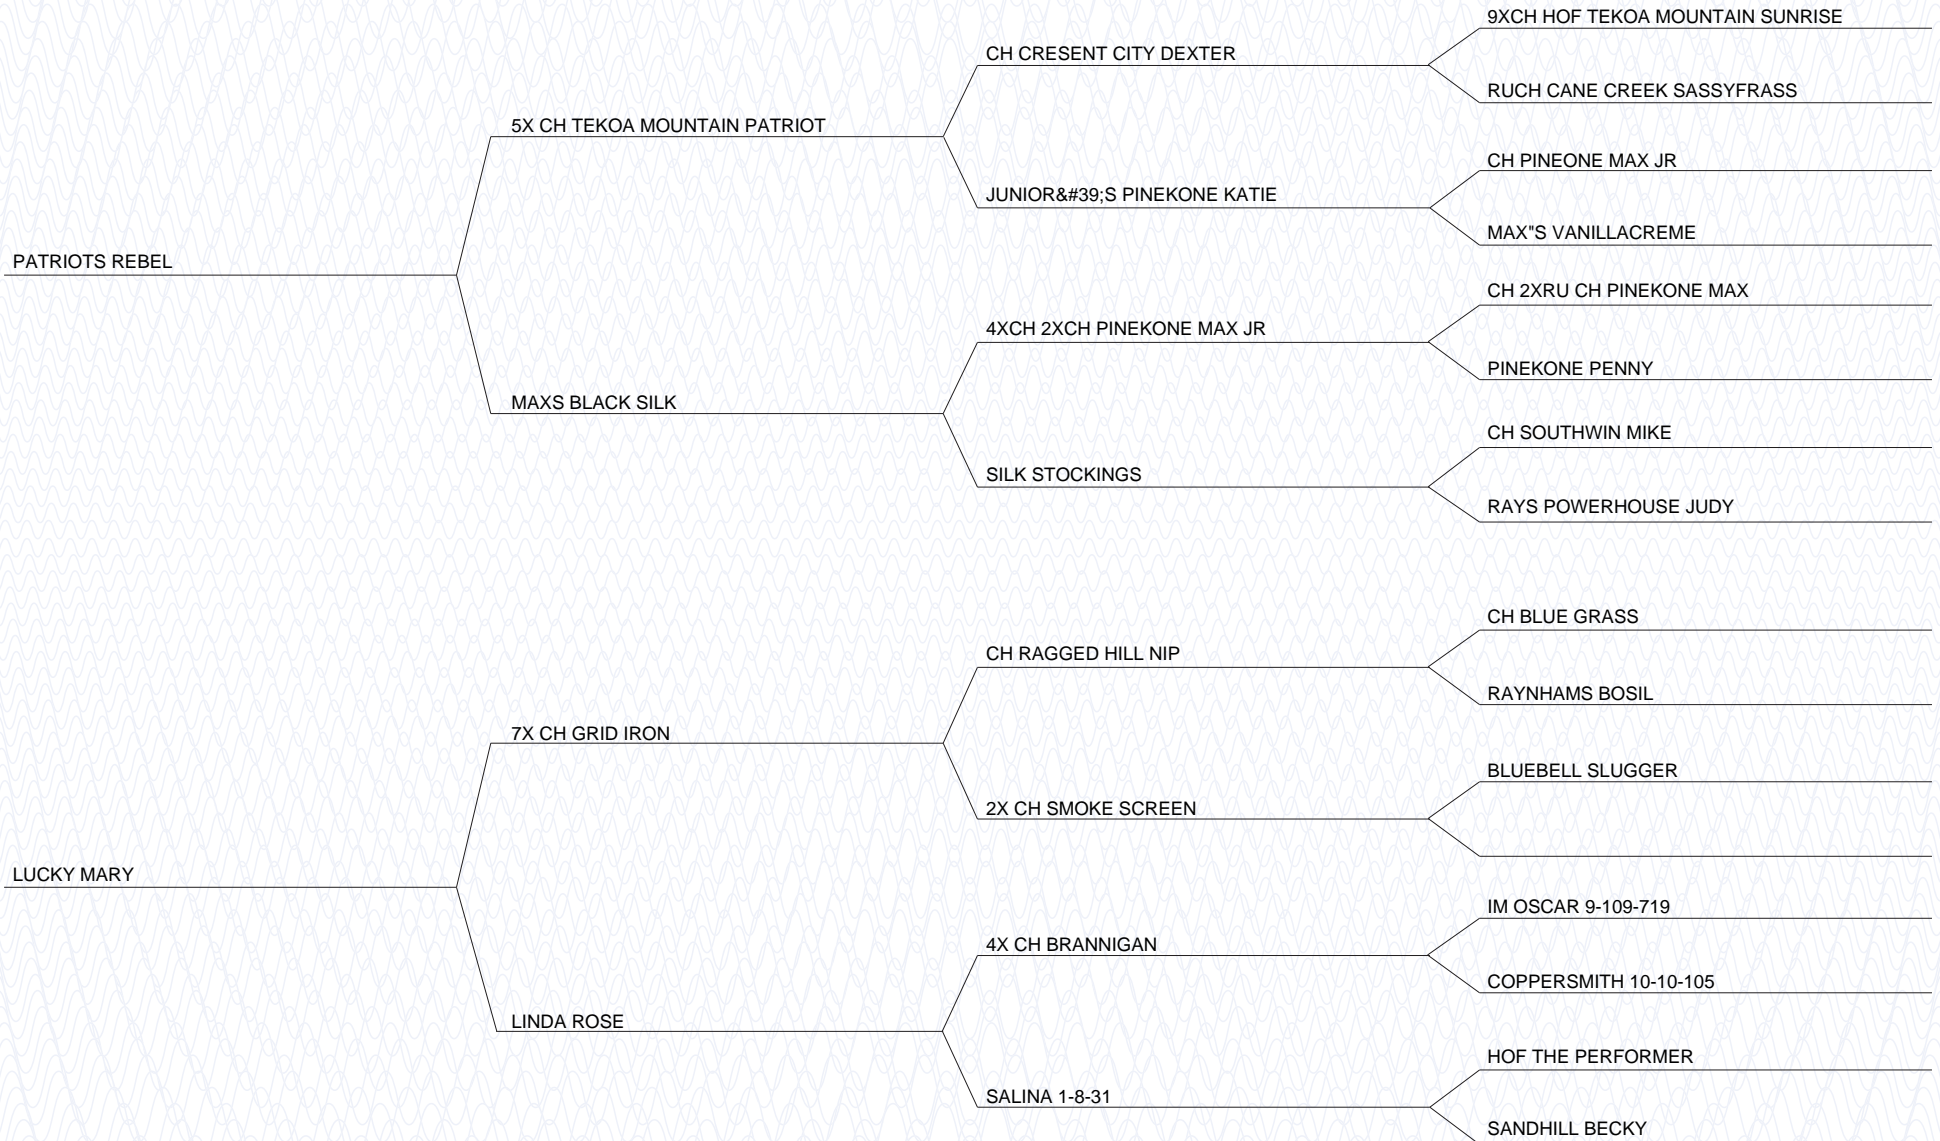 9XCH HOF TEKOA MOUNTAIN SUNRISE
CH CRESENT CITY DEXTER
RUCH CANE CREEK SASSYFRASS
5X CH TEKOA MOUNTAIN PATRIOT
CH PINEONE MAX JR
JUNIOR&#39;S PINEKONE KATIE
MAX"S VANILLACREME
PATRIOTS REBEL
CH 2XRU CH PINEKONE MAX
4XCH 2XCH PINEKONE MAX JR
PINEKONE PENNY
MAXS BLACK SILK
CH SOUTHWIN MIKE
SILK STOCKINGS
RAYS POWERHOUSE JUDY
CH BLUE GRASS
CH RAGGED HILL NIP
RAYNHAMS BOSIL
7X CH GRID IRON
BLUEBELL SLUGGER
2X CH SMOKE SCREEN
LUCKY MARY
IM OSCAR 9-109-719
4X CH BRANNIGAN
COPPERSMITH 10-10-105
LINDA ROSE
HOF THE PERFORMER
SALINA 1-8-31
SANDHILL BECKY